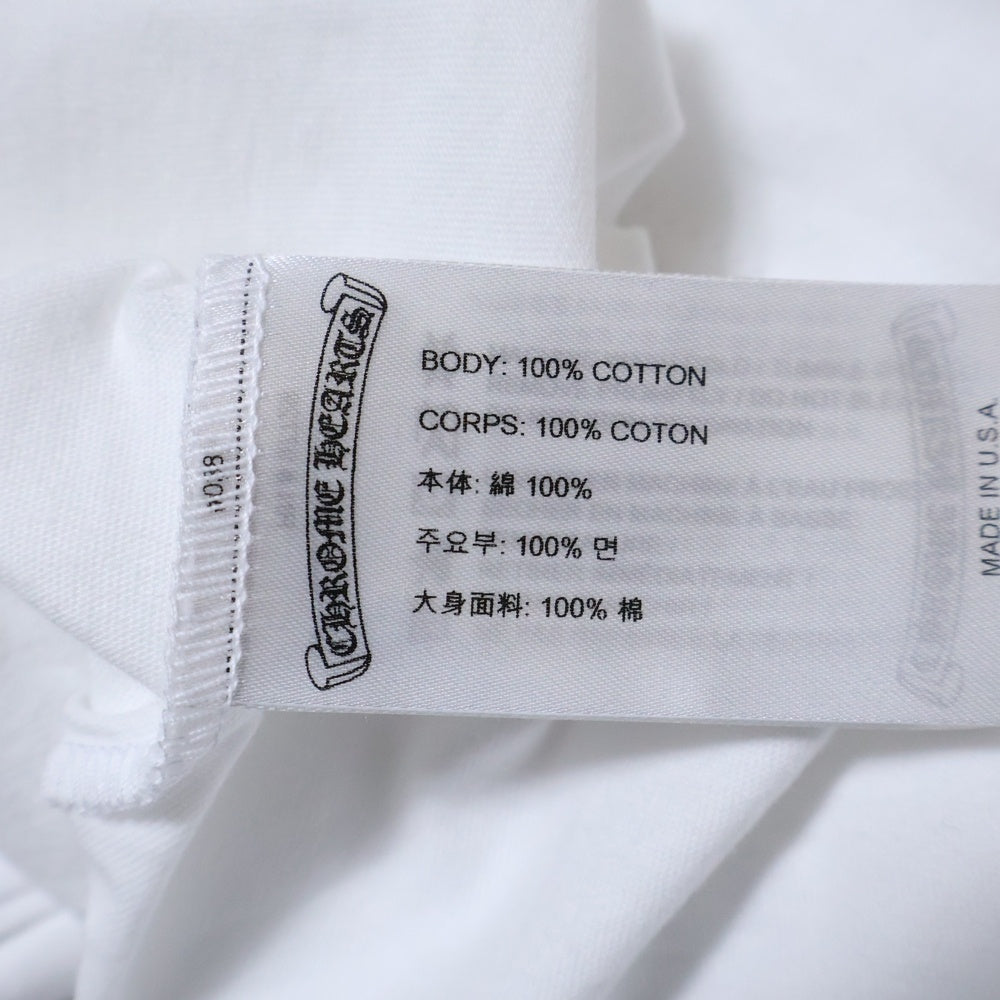 CHROME HEARTS
BODY: 100% COTTON
CORPS: 100% COTON
本体: 綿 100%
주요부: 100% 면
大身面料: 100% 棉
MADE IN U.S.A.